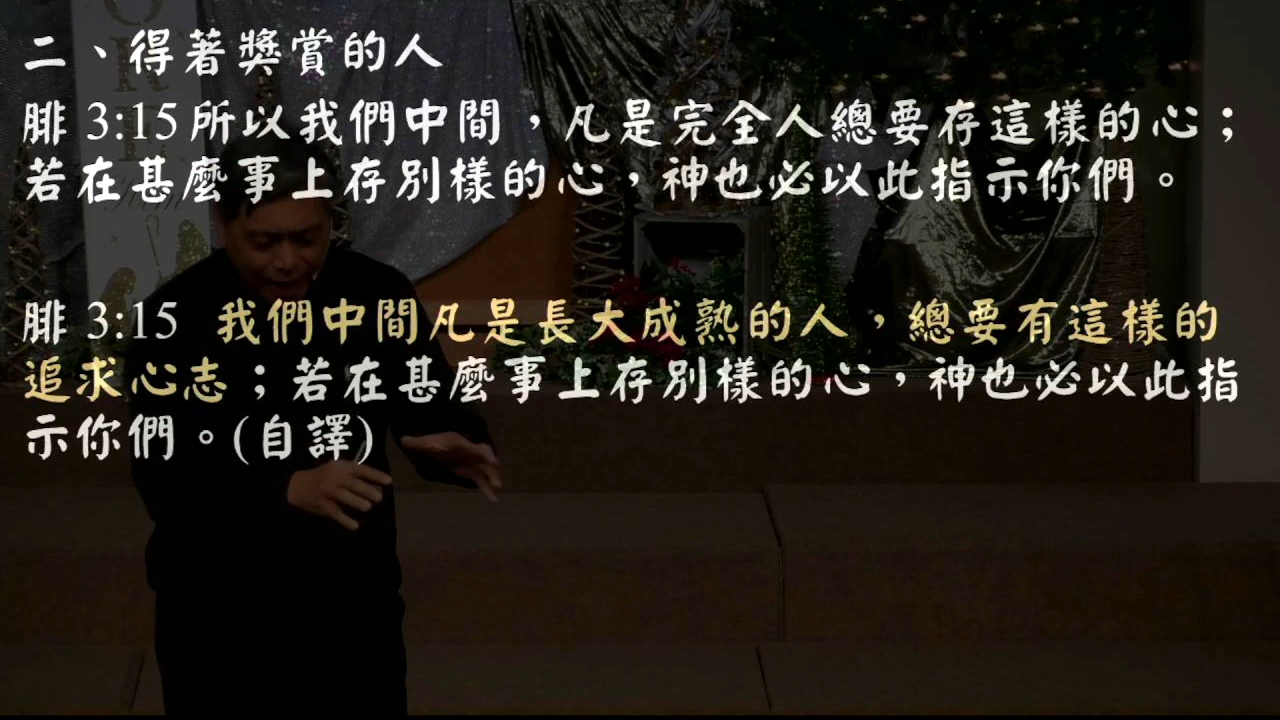 二、得著獎賞的人
腓 3:15所以我們中間，凡是完全人總要存這樣的心；
若在甚麼事上存別樣的心，神也必以此指示你們。
腓 3:15 我們中間凡是長大成熟的人，總要有這樣的
追求心志；若在甚麼事上存別樣的心，神也必以此指
示你們。(自譯)